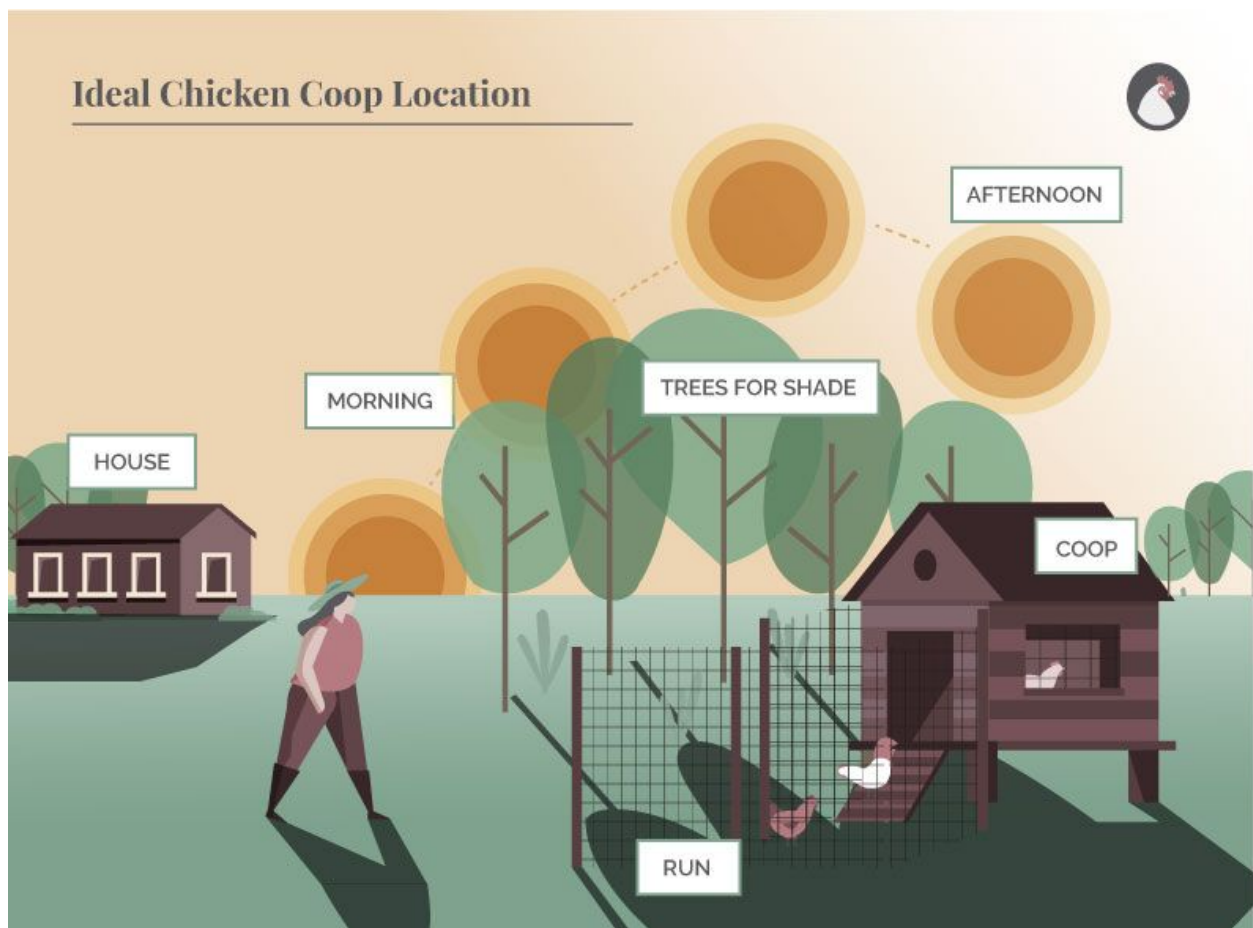 Ideal Chicken Coop Location
AFTERNOON
MORNING
TREES FOR SHADE
HOUSE
COOP
RUN